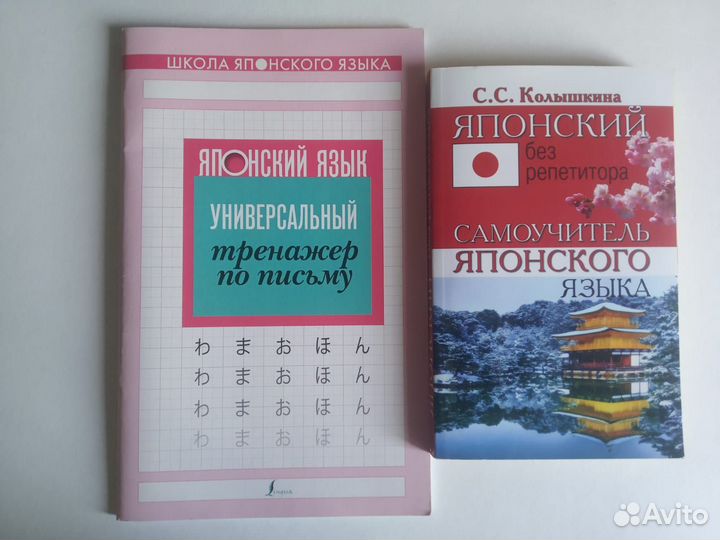 ШКОЛА ЯПОНСКОГО ЯЗЫКА
ЯПОНСКИЙ ЯЗЫК
УНИВЕРСАЛЬНЫЙ
тренажер
по письму
わ ま お ほ ん
わ ま お ほ ん
わ ま お ほ ん
わ ま お ほ ん
Lingua
С.С. Колышкина
ЯПОНСКИЙ
без
репетитора
САМОУЧИТЕЛЬ
ЯПОНСКОГО
ЯЗЫКА
Avito